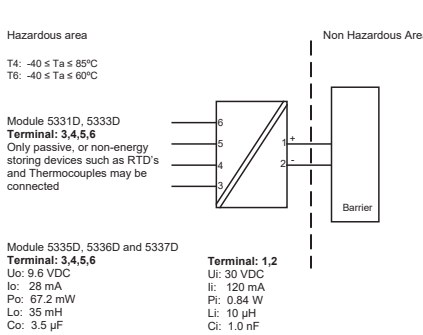 Hazardous area
Non Hazardous Are
T4: -40 ≤ Ta ≤ 85ºC
T6: -40 ≤ Ta ≤ 60ºC
Module 5331D, 5333D
Terminal: 3,4,5,6
Only passive, or non-energy
storing devices such as RTD's
and Thermocouples may be
connected
6
5
4
3
1
+
2
-
Barrier
Module 5335D, 5336D and 5337D
Terminal: 3,4,5,6
Uo: 9.6 VDC
Io: 28 mA
Po: 67.2 mW
Lo: 35 mH
Co: 3.5 µF
Terminal: 1,2
Ui: 30 VDC
Ii: 120 mA
Pi: 0.84 W
Li: 10 µH
Ci: 1.0 nF